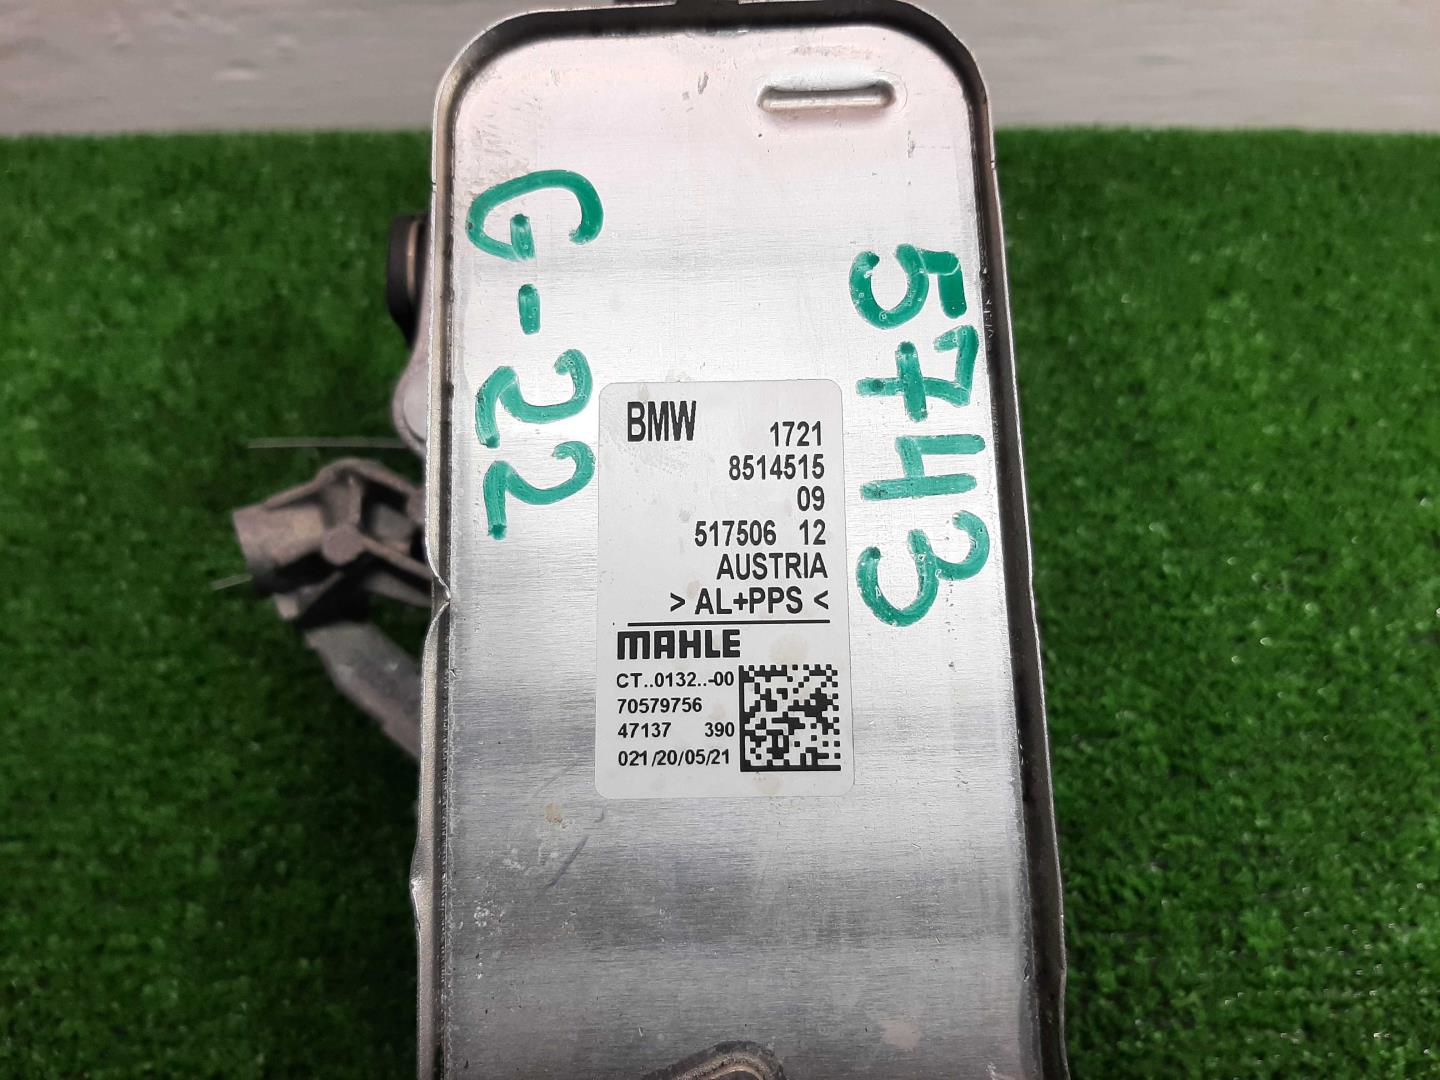 G-22
5743
BMW 1721
8514515
09
517506 12
AUSTRIA
> AL+PPS <
MAHLE
CT..0132..-00
70579756
47137 390
021/20/05/21